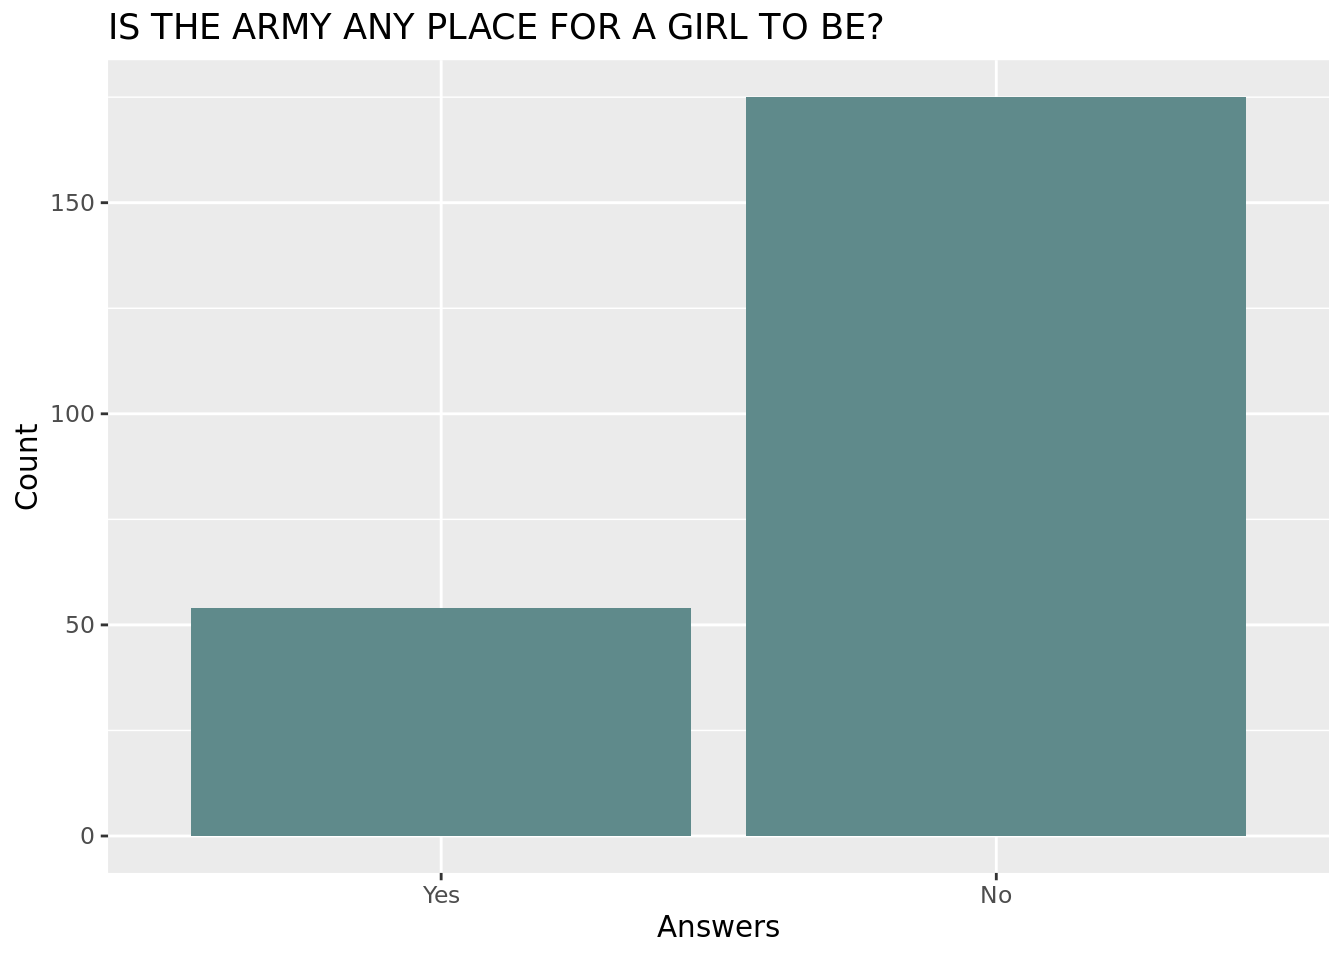 IS THE ARMY ANY PLACE FOR A GIRL TO BE?
Count
150
100
50
0
Yes
No
Answers